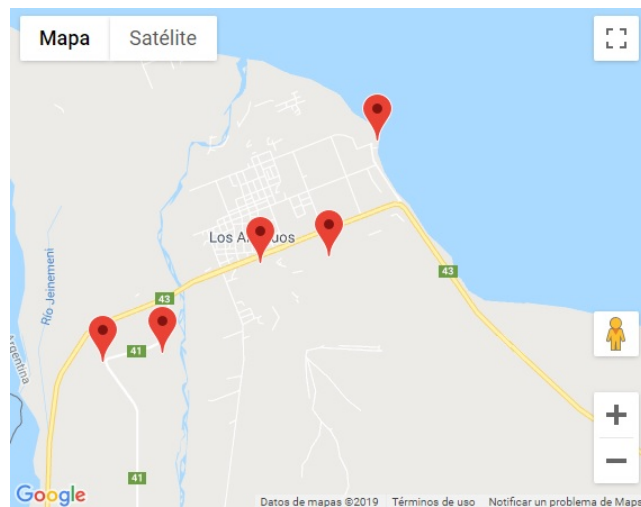 Mapa Satélite
Río Jeinemeni
Los A uos
43
43
41
41
Argentina
Google
Datos de mapas ©2019 Términos de uso Notificar un problema de Maps